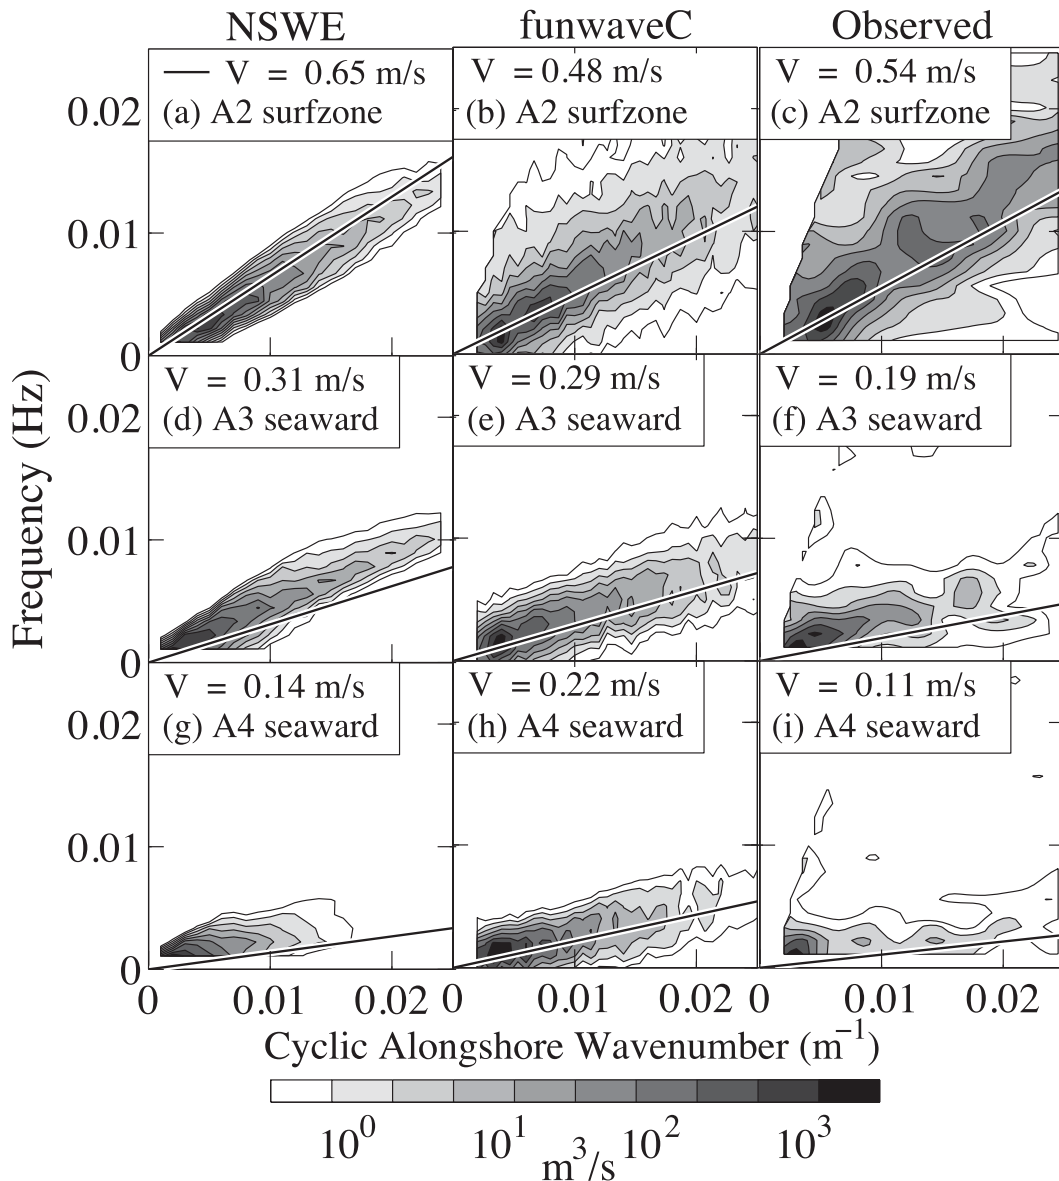 NSWE funwaveC Observed
V = 0.65 m/s V = 0.48 m/s V = 0.54 m/s
(a) A2 surfzone (b) A2 surfzone (c) A2 surfzone
0.02
0.01
0
V = 0.31 m/s V = 0.29 m/s V = 0.19 m/s
(d) A3 seaward (e) A3 seaward (f) A3 seaward
0.02
Frequency (Hz)
0.01
0
V = 0.14 m/s V = 0.22 m/s V = 0.11 m/s
(g) A4 seaward (h) A4 seaward (i) A4 seaward
0.02
0.01
0
0 0.01 0.02 0 0.01 0.02 0 0.01 0.02
Cyclic Alongshore Wavenumber (m⁻¹)
10⁰ 10¹ 10² 10³
m³/s